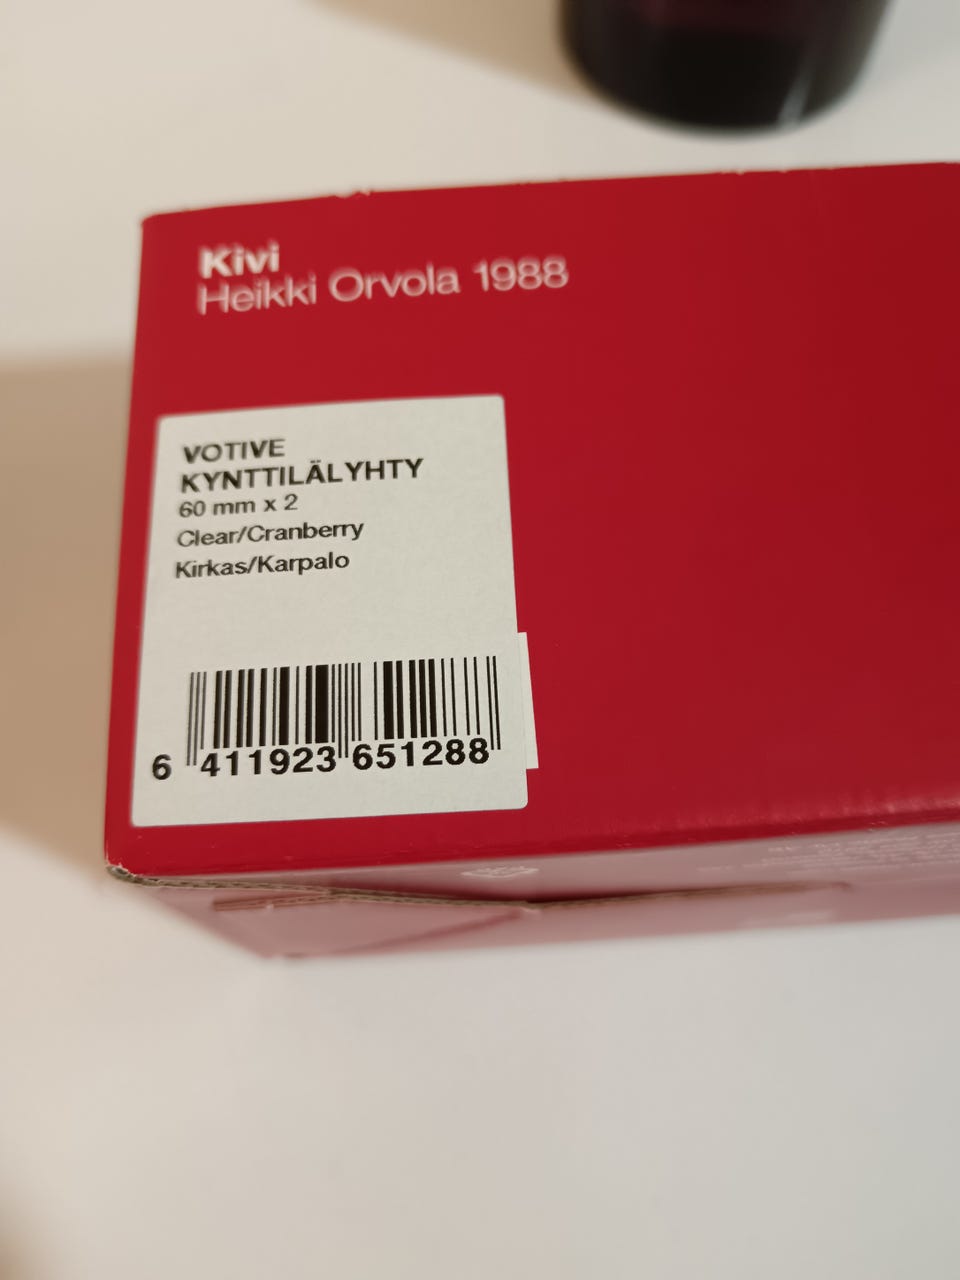 Kivi
Heikki Orvola 1988
VOTIVE
KYNTTILÄLYHTY
60 mm x 2
Clear/Cranberry
Kirkas/Karpalo
6 411923 651288